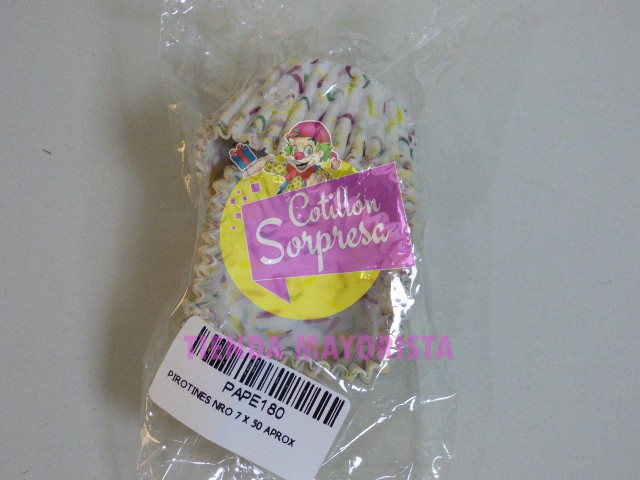 Cotillón
Sorpresa
TIENDA MAYORISTA
PAPE180
PIROTINES NRO 7 X 50 APROX